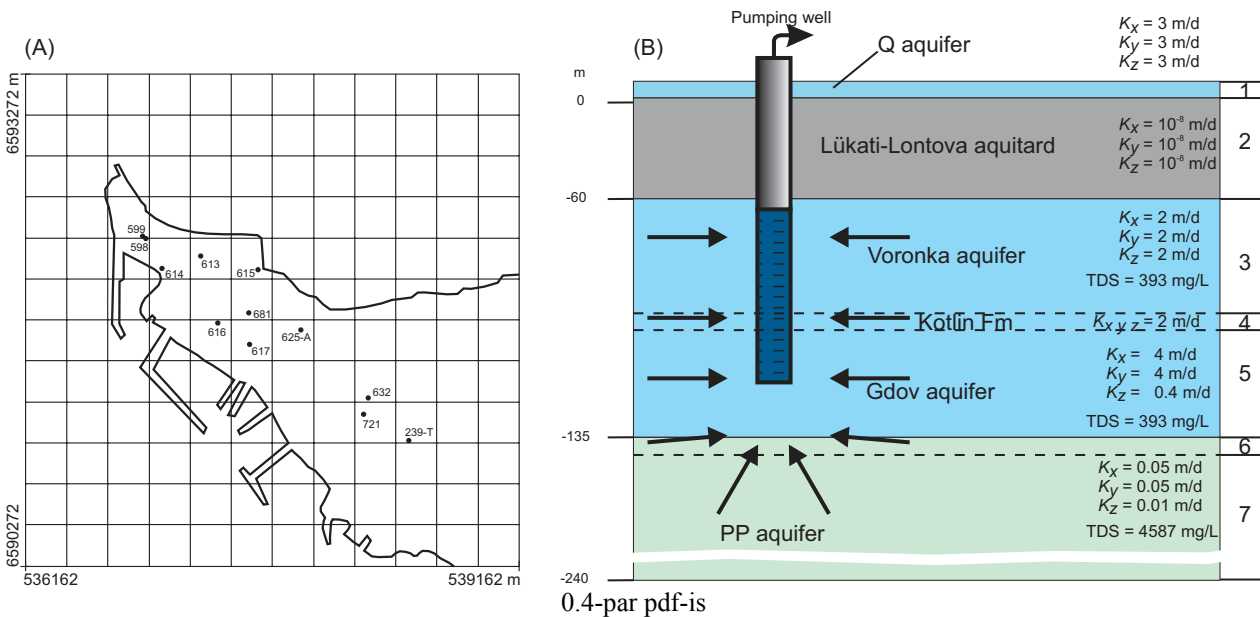 (A)
6593272 m
599
598
614
613
615
616
681
617
625-A
632
721
239-T
6590272
536162
539162 m
(B)
Pumping well
Q aquifer
Kx = 3 m/d
Ky = 3 m/d
Kz = 3 m/d
m
0
1
Lükati-Lontova aquitard
Kx = 10⁻⁸ m/d
Ky = 10⁻⁸ m/d
Kz = 10⁻⁸ m/d
2
-60
Voronka aquifer
Kx = 2 m/d
Ky = 2 m/d
Kz = 2 m/d
TDS = 393 mg/L
3
Kotlin Fm
Kx y z = 2 m/d
4
Gdov aquifer
Kx = 4 m/d
Ky = 4 m/d
Kz = 0.4 m/d
TDS = 393 mg/L
5
-135
6
PP aquifer
Kx = 0.05 m/d
Ky = 0.05 m/d
Kz = 0.01 m/d
TDS = 4587 mg/L
7
-240
0.4-par pdf-is